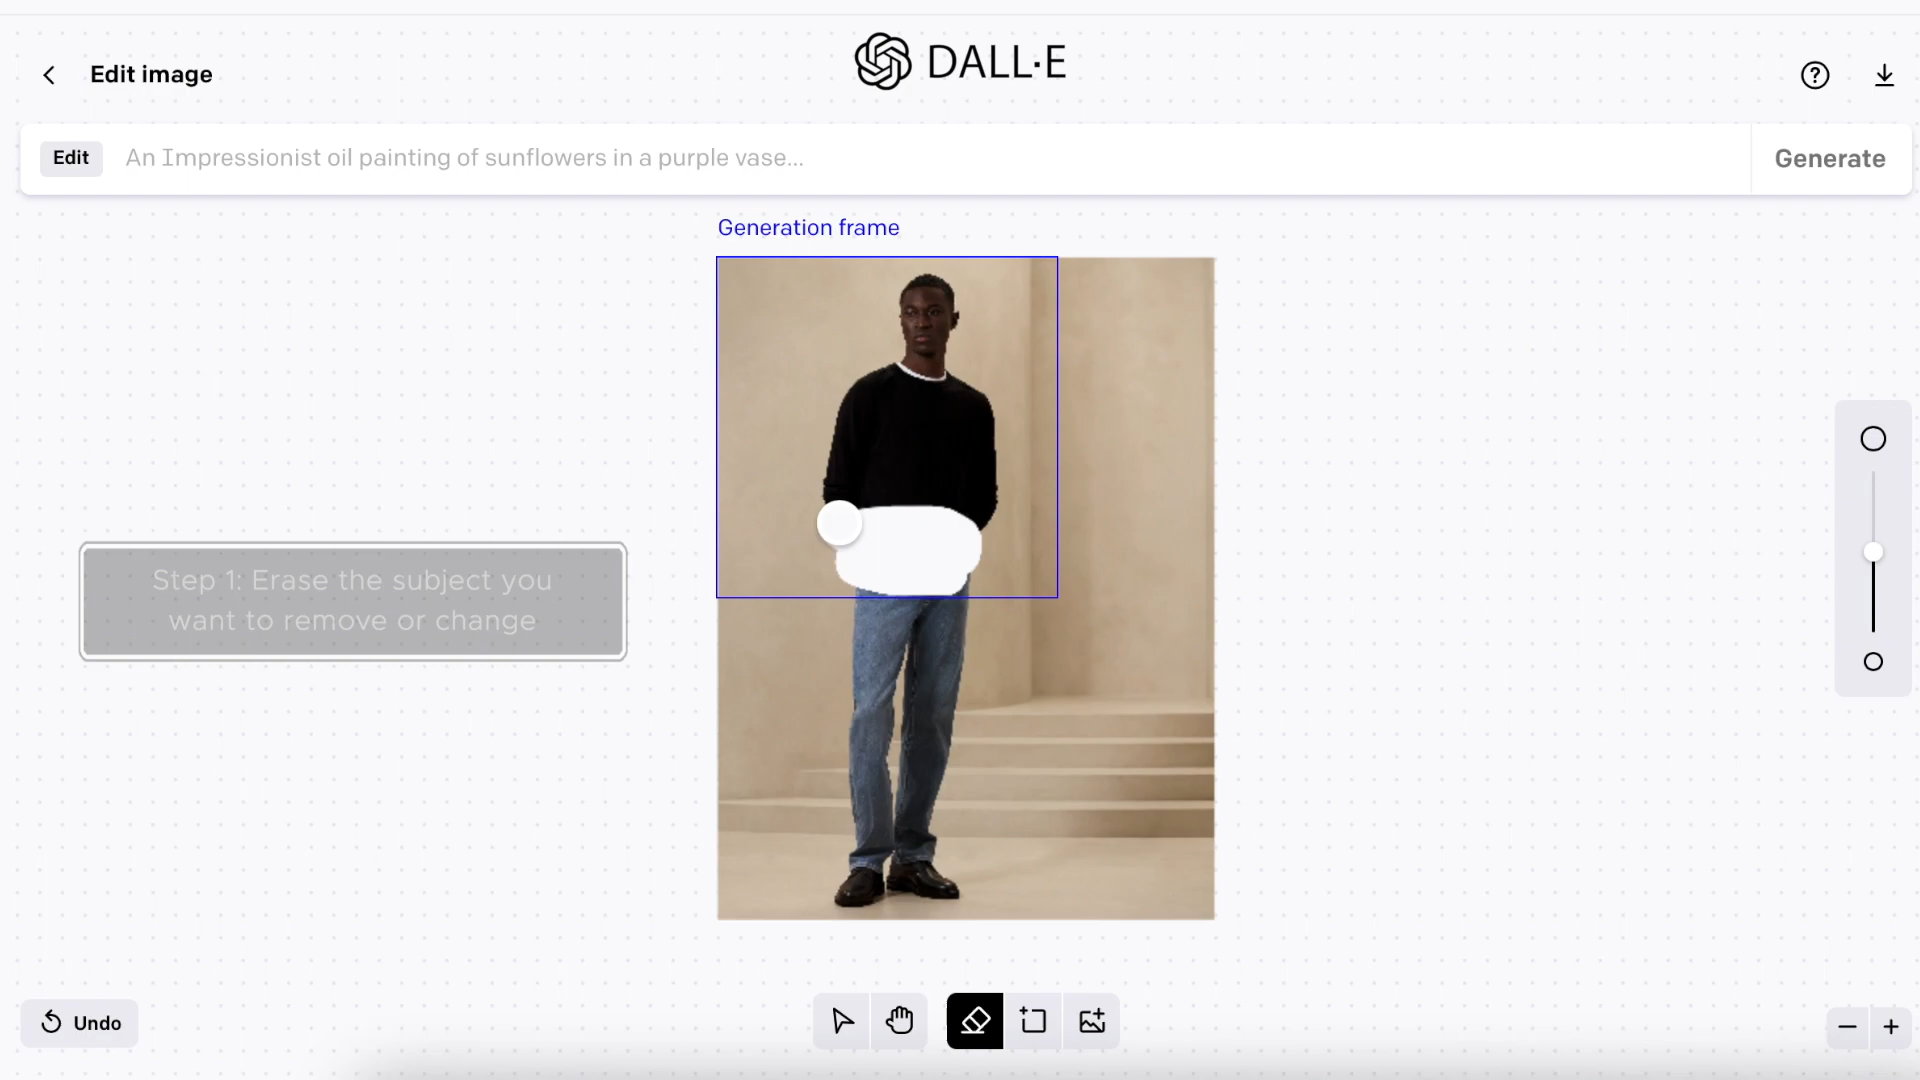 DALL·E
Edit image
Edit
An Impressionist oil painting of sunflowers in a purple vase...
Generate
Generation frame
Step 1: Erase the subject you
want to remove or change
Undo